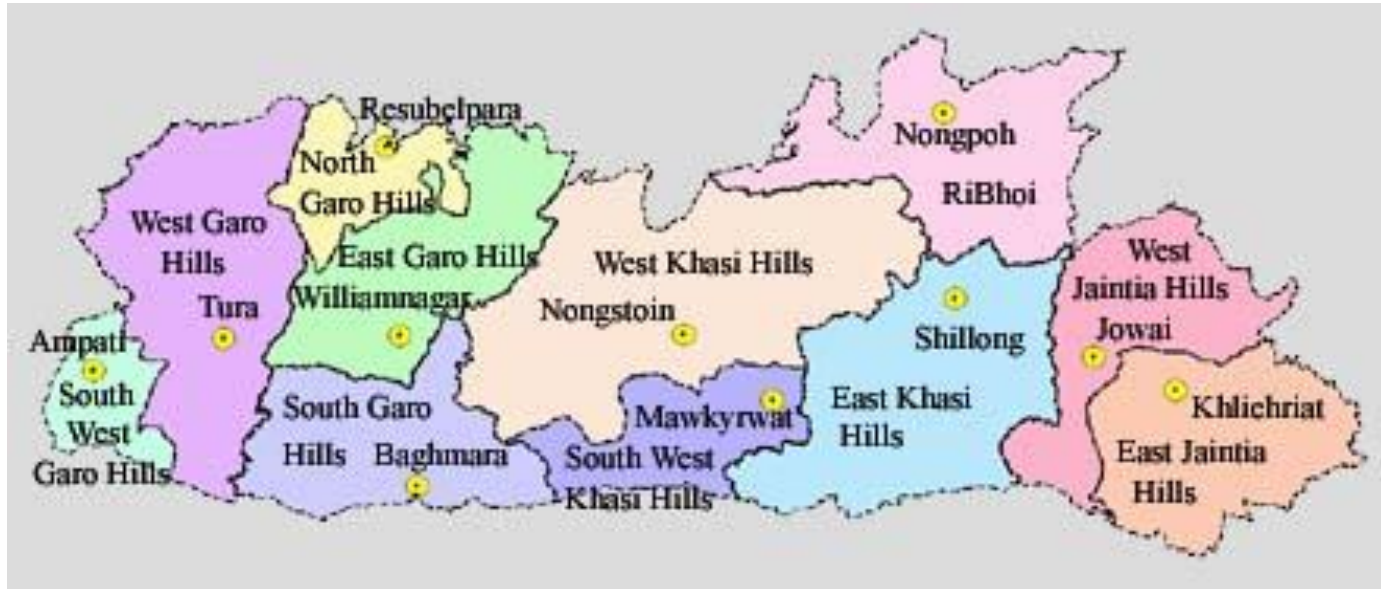 Resubelpara
Nongpoh
North
Garo Hills
RiBhoi
West Garo
Hills
East Garo Hills
West Khasi Hills
West
Jaintia Hills
Williamnagar
Tura
Nongstoin
Shillong
Jowai
Ampati
South
West
Garo Hills
South Garo
Hills
Baghmara
Mawkyrwat
South West
Khasi Hills
East Khasi
Hills
Khlichriat
East Jaintia
Hills